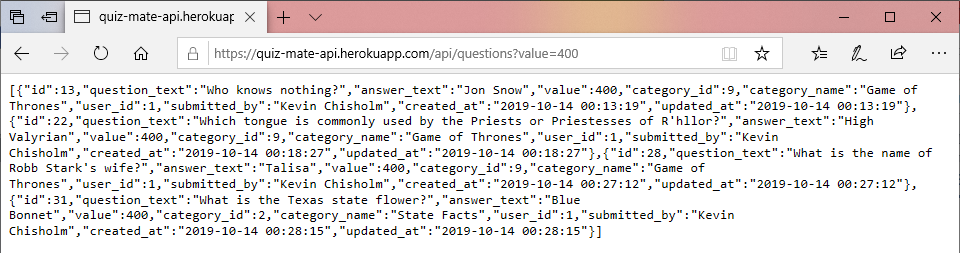 quiz-mate-api.herokuap
https://quiz-mate-api.herokuapp.com/api/questions?value=400
[{"id":13,"question_text":"Who knows nothing?","answer_text":"Jon Snow","value":400,"category_id":9,"category_name":"Game of
Thrones","user_id":1,"submitted_by":"Kevin Chisholm","created_at":"2019-10-14 00:13:19","updated_at":"2019-10-14 00:13:19"},
{"id":22,"question_text":"Which tongue is commonly used by the Priests or Priestesses of R'hllor?","answer_text":"High
Valyrian","value":400,"category_id":9,"category_name":"Game of Thrones","user_id":1,"submitted_by":"Kevin
Chisholm","created_at":"2019-10-14 00:18:27","updated_at":"2019-10-14 00:18:27"},{"id":28,"question_text":"What is the name of
Robb Stark's wife?","answer_text":"Talisa","value":400,"category_id":9,"category_name":"Game of
Thrones","user_id":1,"submitted_by":"Kevin Chisholm","created_at":"2019-10-14 00:27:12","updated_at":"2019-10-14 00:27:12"},
{"id":31,"question_text":"What is the Texas state flower?","answer_text":"Blue
Bonnet","value":400,"category_id":2,"category_name":"State Facts","user_id":1,"submitted_by":"Kevin
Chisholm","created_at":"2019-10-14 00:28:15","updated_at":"2019-10-14 00:28:15"}]